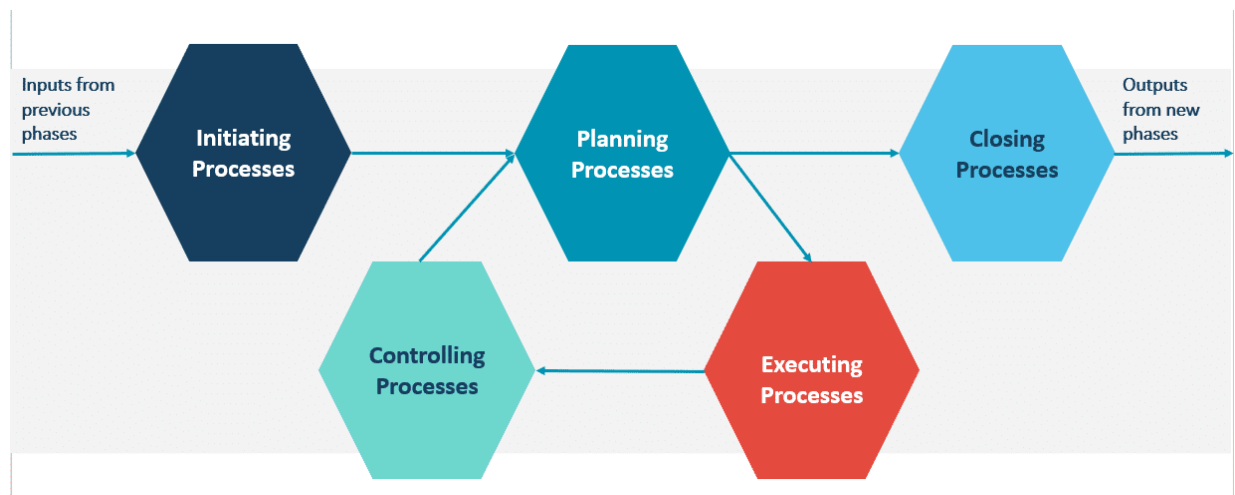 Inputs from
previous
phases
Initiating
Processes
Planning
Processes
Closing
Processes
Outputs
from new
phases
Controlling
Processes
Executing
Processes